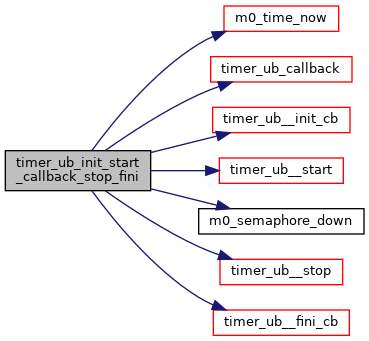 timer_ub_init_start
_callback_stop_fini
m0_time_now
timer_ub_callback
timer_ub__init_cb
timer_ub__start
m0_semaphore_down
timer_ub__stop
timer_ub__fini_cb